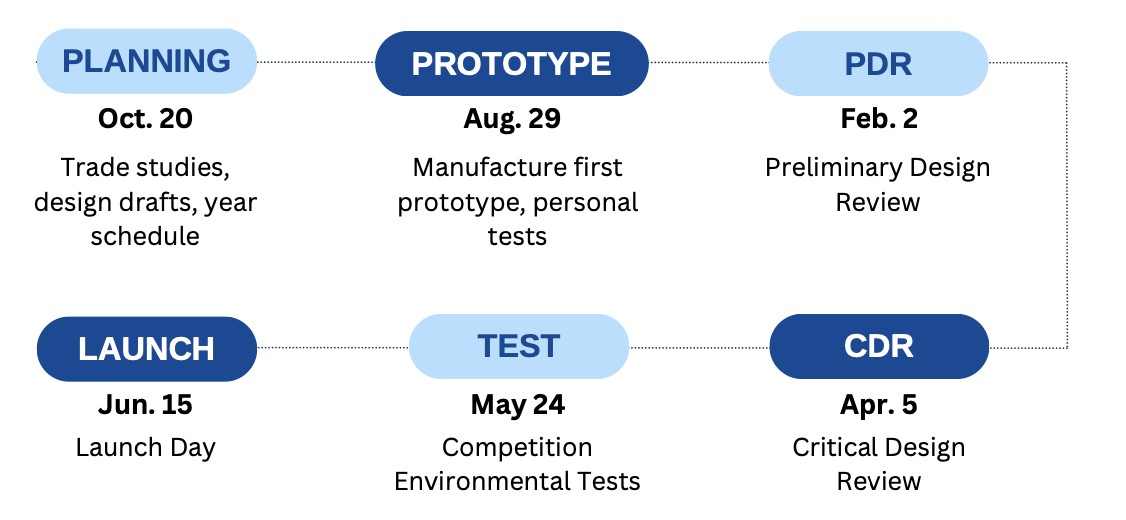 PLANNING
Oct. 20
Trade studies,
design drafts, year
schedule
PROTOTYPE
Aug. 29
Manufacture first
prototype, personal
tests
PDR
Feb. 2
Preliminary Design
Review
CDR
Apr. 5
Critical Design
Review
TEST
May 24
Competition
Environmental Tests
LAUNCH
Jun. 15
Launch Day